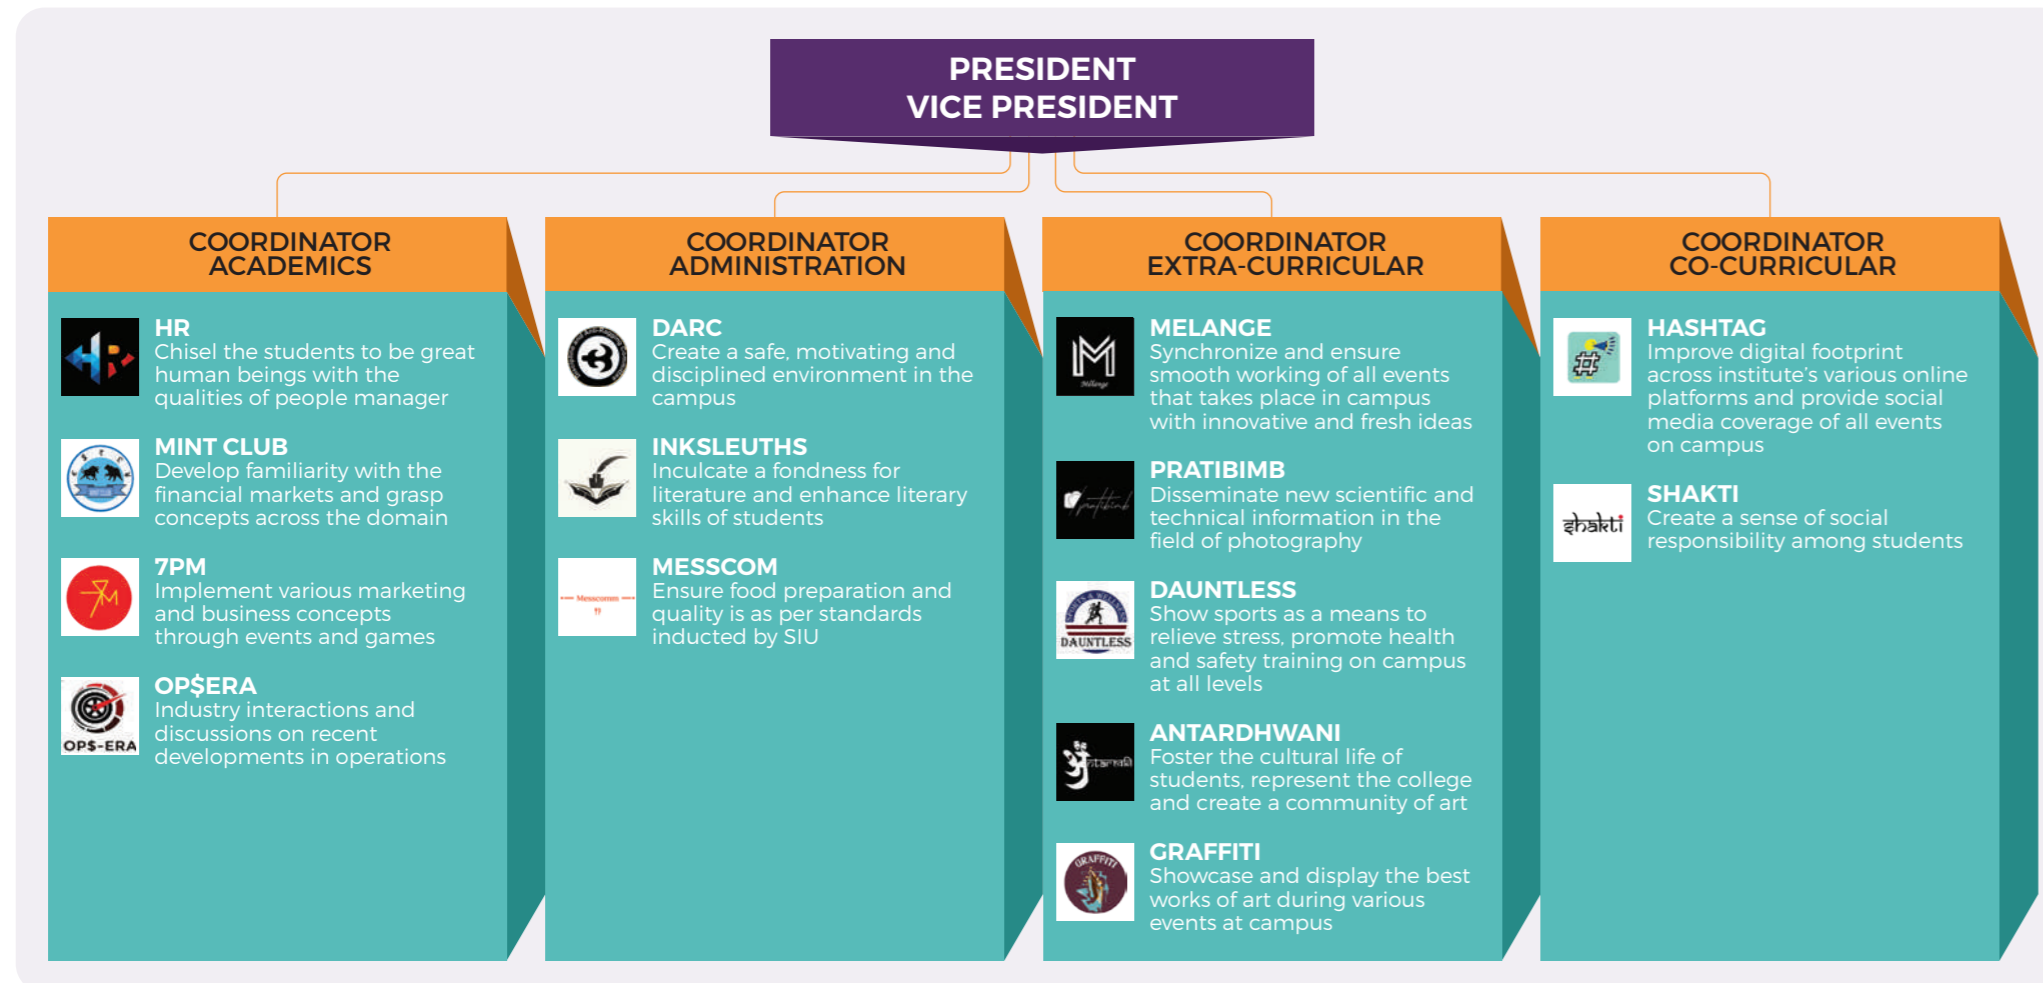 PRESIDENT
VICE PRESIDENT
COORDINATOR
ACADEMICS
HR
Chisel the students to be great
human beings with the
qualities of people manager
MINT CLUB
Develop familiarity with the
financial markets and grasp
concepts across the domain
7PM
7M
Implement various marketing
and business concepts
through events and games
OP$ERA
OP$-ERA
Industry interactions and
discussions on recent
developments in operations
COORDINATOR
ADMINISTRATION
DARC
Create a safe, motivating and
disciplined environment in the
campus
INKSLEUTHS
Inculcate a fondness for
literature and enhance literary
skills of students
MESSCOM
Messcomm
Ensure food preparation and
quality is as per standards
inducted by SIU
COORDINATOR
EXTRA-CURRICULAR
MELANGE
M
Mélange
Synchronize and ensure
smooth working of all events
that takes place in campus
with innovative and fresh ideas
PRATIBIMB
pratibimb
Disseminate new scientific and
technical information in the
field of photography
DAUNTLESS
SPORTS & WELLNESS
DAUNTLESS
Show sports as a means to
relieve stress, promote health
and safety training on campus
at all levels
ANTARDHWANI
Foster the cultural life of
students, represent the college
and create a community of art
GRAFFITI
GRAFFITI
Showcase and display the best
works of art during various
events at campus
COORDINATOR
CO-CURRICULAR
HASHTAG
#
Improve digital footprint
across institute's various online
platforms and provide social
media coverage of all events
on campus
SHAKTI
shakti
Create a sense of social
responsibility among students